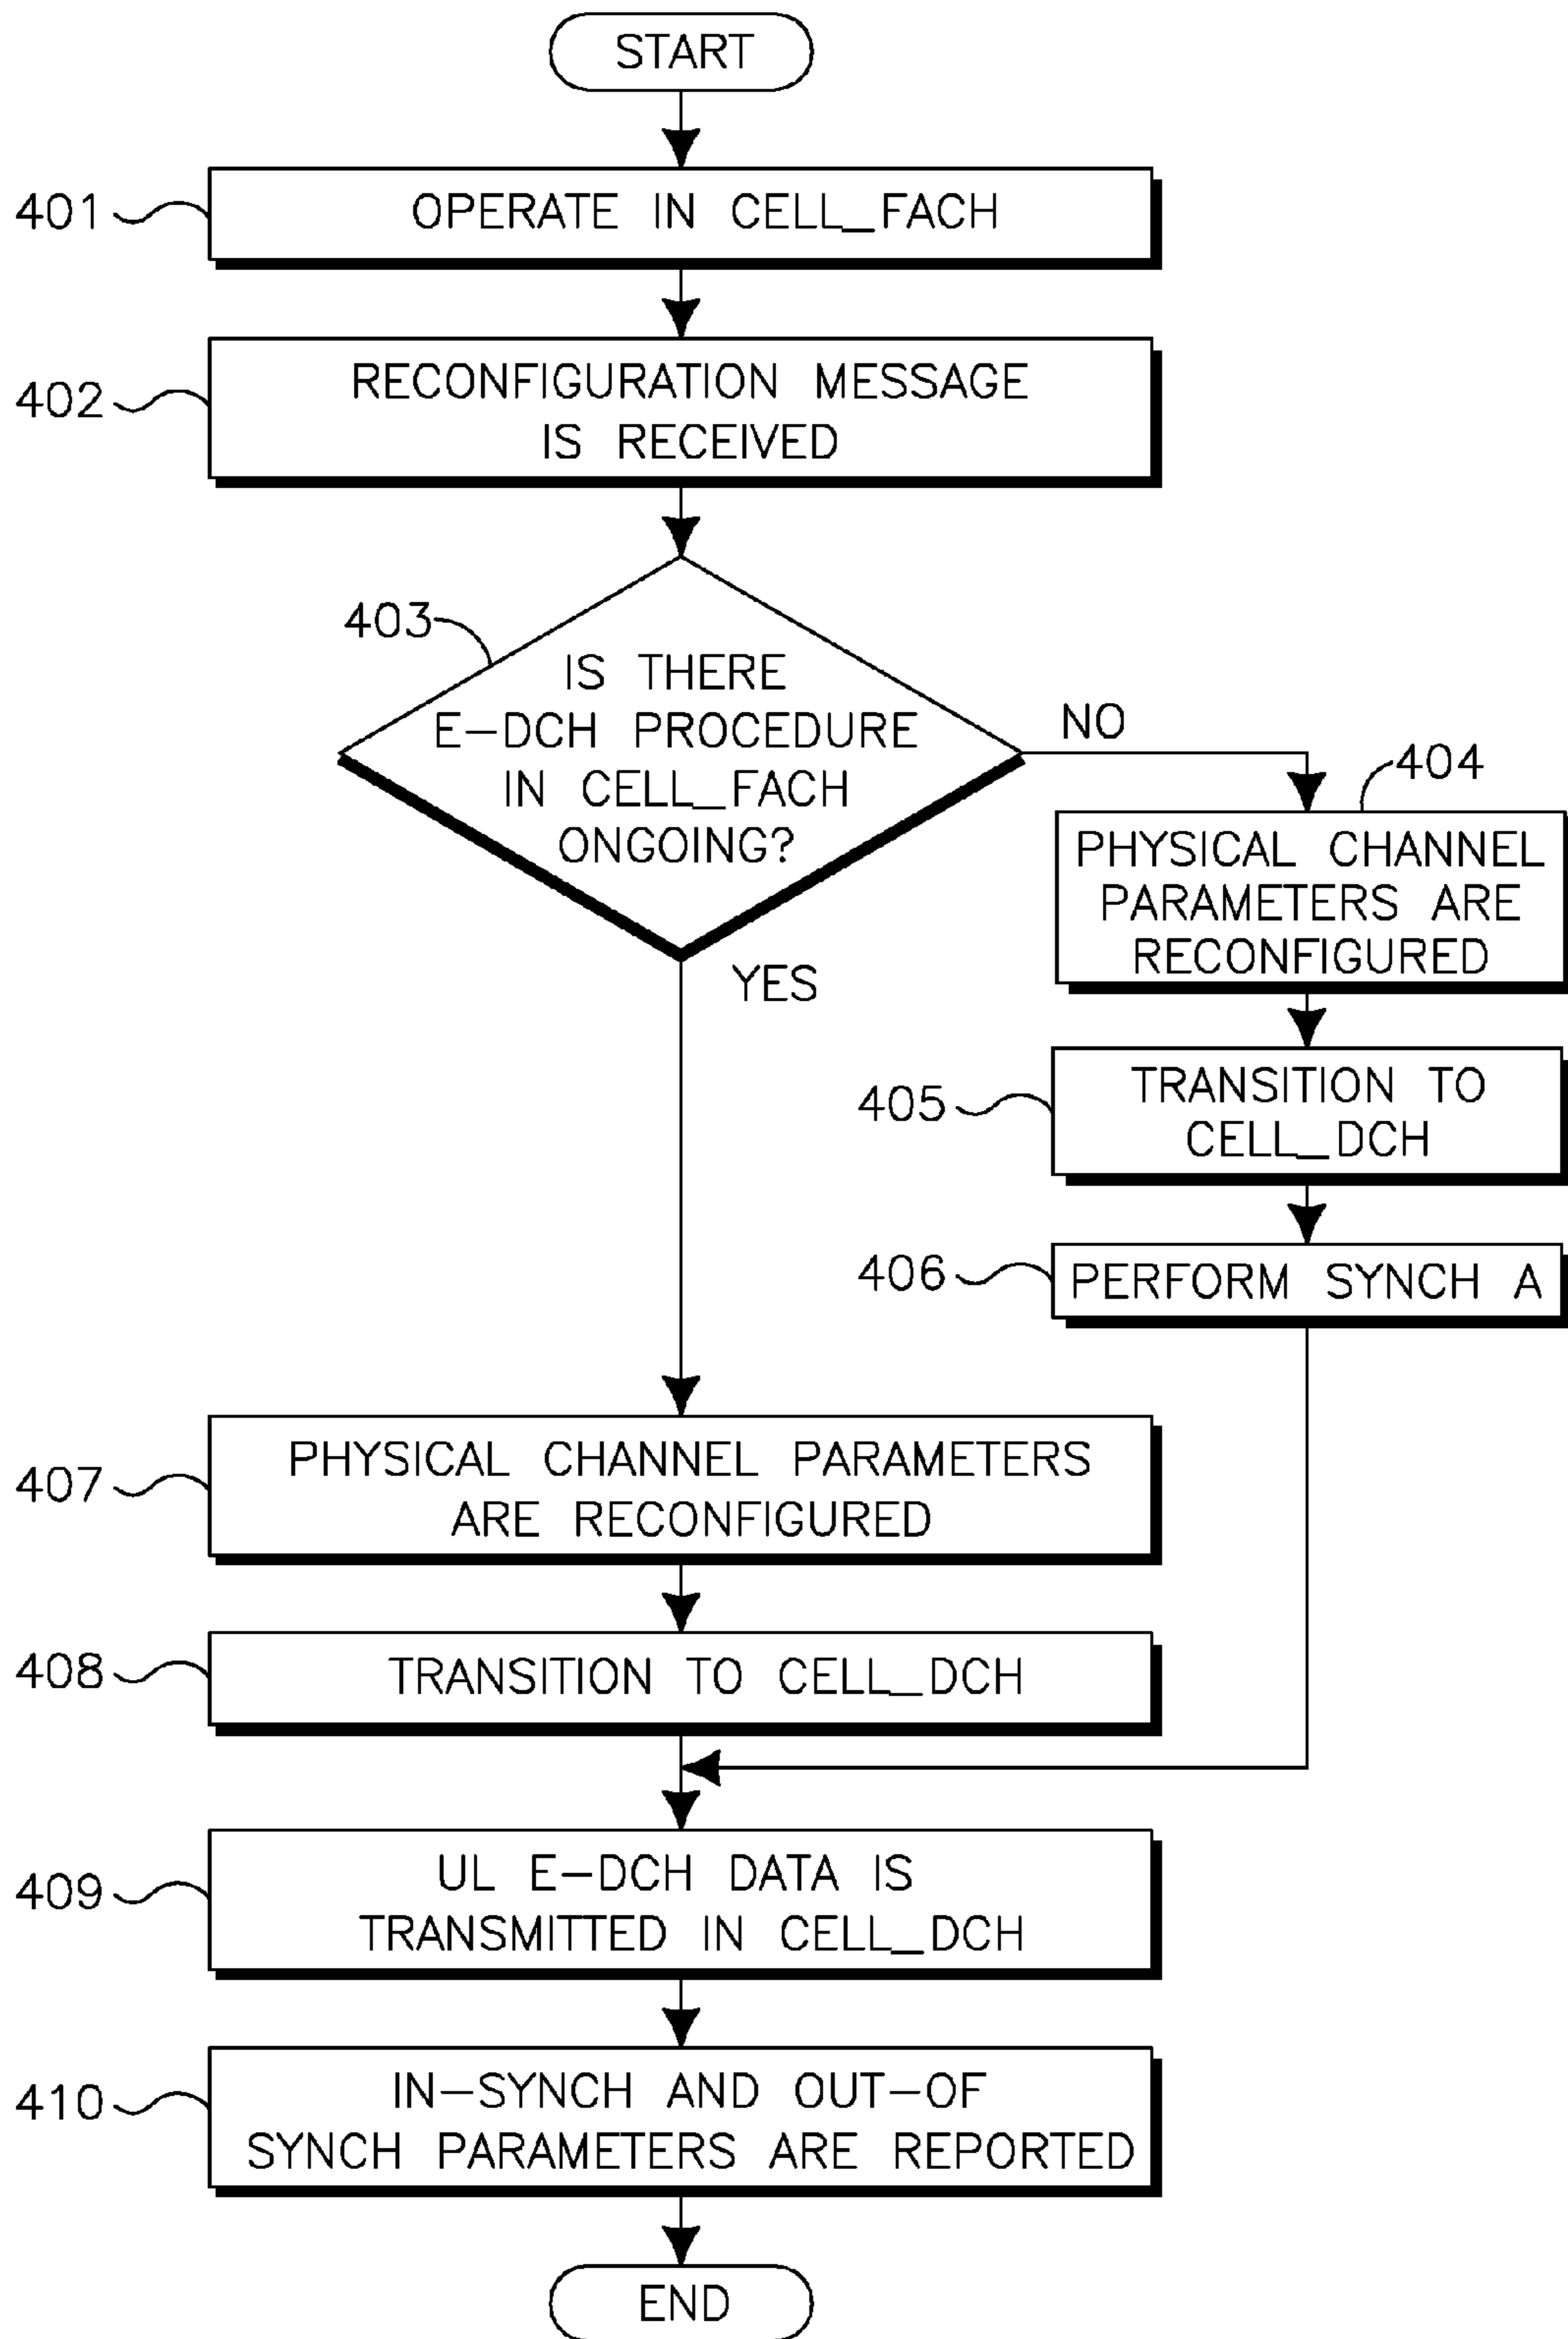 START
401
OPERATE IN CELL_FACH
402
RECONFIGURATION MESSAGE
IS RECEIVED
403
IS THERE
E-DCH PROCEDURE
IN CELL_FACH
ONGOING?
NO
YES
404
PHYSICAL CHANNEL
PARAMETERS ARE
RECONFIGURED
405
TRANSITION TO
CELL_DCH
406
PERFORM SYNCH A
407
PHYSICAL CHANNEL PARAMETERS
ARE RECONFIGURED
408
TRANSITION TO CELL_DCH
409
UL E-DCH DATA IS
TRANSMITTED IN CELL_DCH
410
IN-SYNCH AND OUT-OF
SYNCH PARAMETERS ARE REPORTED
END